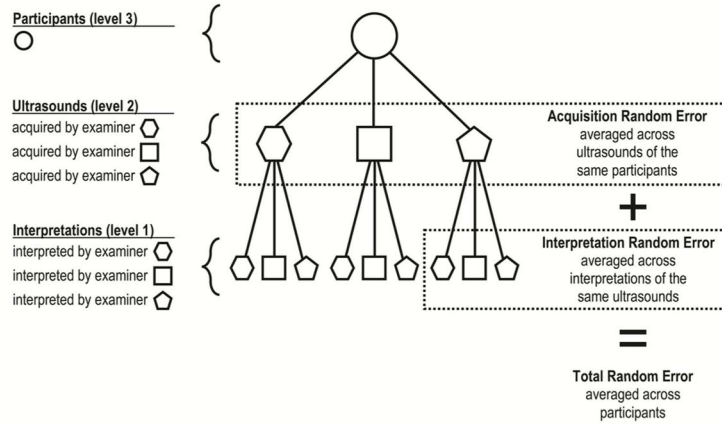 Participants (level 3)
Ultrasounds (level 2)
acquired by examiner
acquired by examiner
acquired by examiner
Interpretations (level 1)
interpreted by examiner
interpreted by examiner
interpreted by examiner
Acquisition Random Error
averaged across
ultrasounds of the
same participants
+
Interpretation Random Error
averaged across
interpretations of the
same ultrasounds
=
Total Random Error
averaged across
participants